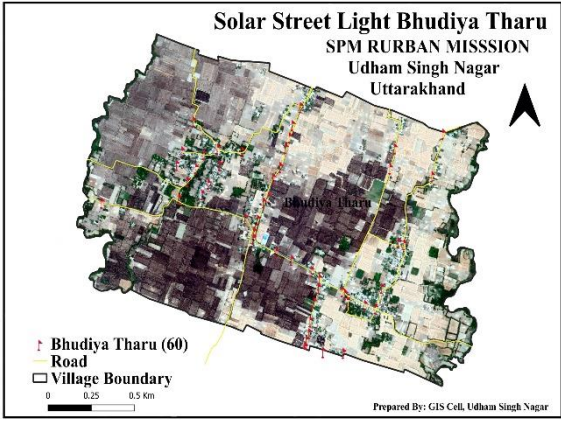 Solar Street Light Bhudiya Tharu
SPM RURBAN MISSSION
Udham Singh Nagar
Uttarakhand
Bhudiya Tharu
Bhudiya Tharu (60)
Road
Village Boundary
0 0.25 0.5 Km
Prepared By: GIS Cell, Udham Singh Nagar